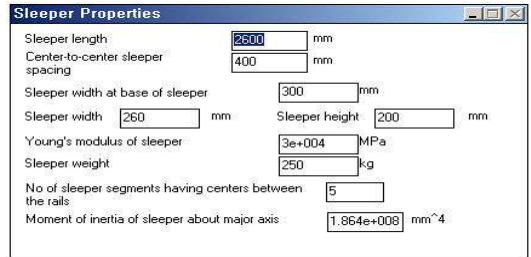 Sleeper Properties
Sleeper length 2600 mm
Center-to-center sleeper
spacing 400 mm
Sleeper width at base of sleeper 300 mm
Sleeper width 260 mm Sleeper height 200 mm
Young's modulus of sleeper 3e+004 MPa
Sleeper weight 250 kg
No of sleeper segments having centers between
the rails 5
Moment of inertia of sleeper about major axis 1.864e+008 mm^4